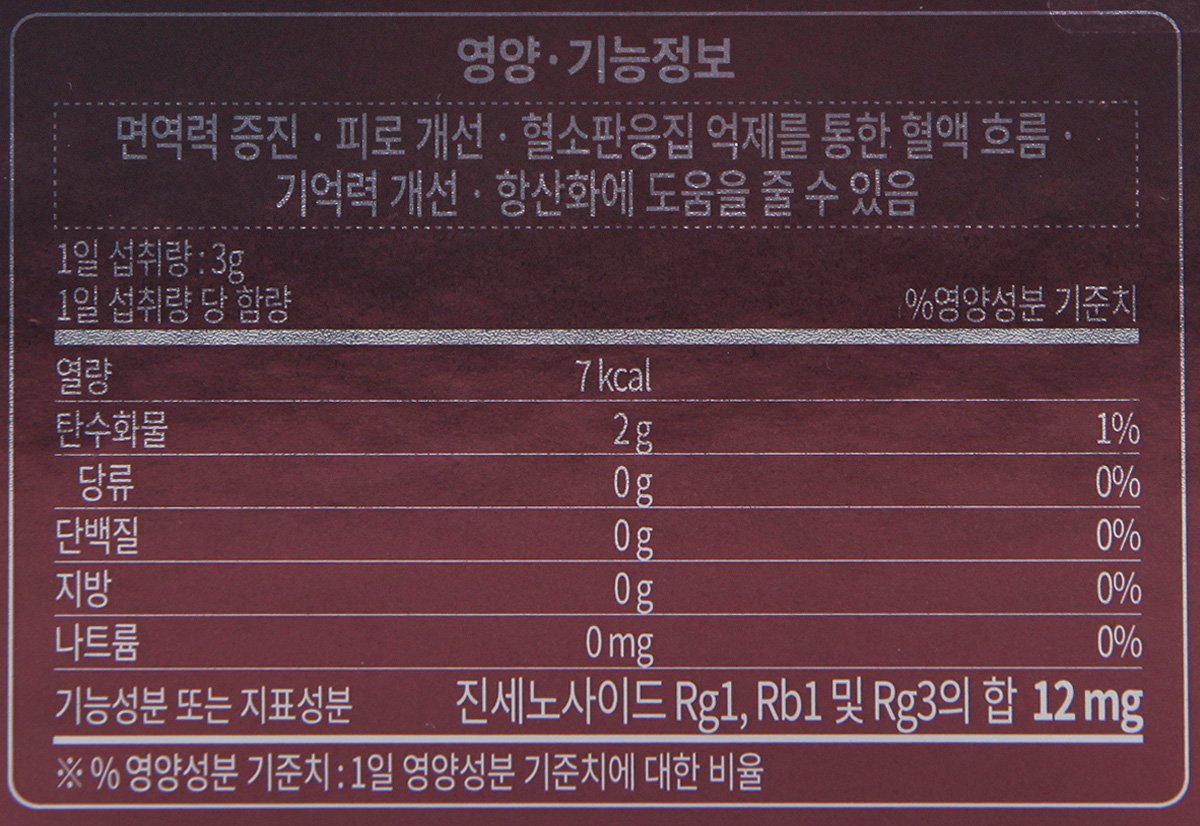 영양·기능정보
면역력 증진 · 피로 개선 · 혈소판응집 억제를 통한 혈액 흐름 ·
기억력 개선 · 항산화에 도움을 줄 수 있음
1일 섭취량 : 3g
1일 섭취량 당 함량 %영양성분 기준치
열량 7 kcal
탄수화물 2 g 1%
당류 0 g 0%
단백질 0 g 0%
지방 0 g 0%
나트륨 0 mg 0%
기능성분 또는 지표성분 진세노사이드 Rg1, Rb1 및 Rg3의 합 12 mg
※ % 영양성분 기준치 : 1일 영양성분 기준치에 대한 비율